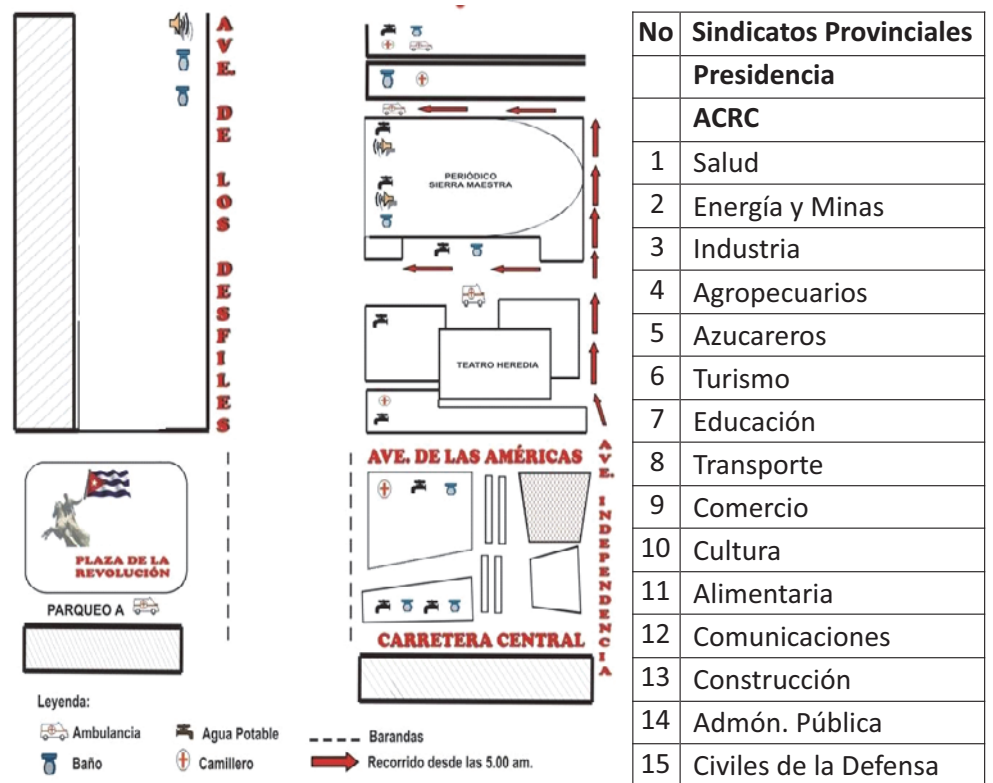 AVE. DE LOS DESFILES
PERIÓDICO
SIERRA MAESTRA
TEATRO HEREDIA
AVE. DE LAS AMÉRICAS
AVE. INDEPENDENCIA
PLAZA DE LA
REVOLUCIÓN
PARQUEO A
CARRETERA CENTRAL
Leyenda:
Ambulancia
Agua Potable
Barandas
Baño
Camillero
Recorrido desde las 5.00 am.
No Sindicatos Provinciales
Presidencia
ACRC
1 Salud
2 Energía y Minas
3 Industria
4 Agropecuarios
5 Azucareros
6 Turismo
7 Educación
8 Transporte
9 Comercio
10 Cultura
11 Alimentaria
12 Comunicaciones
13 Construcción
14 Admón. Pública
15 Civiles de la Defensa